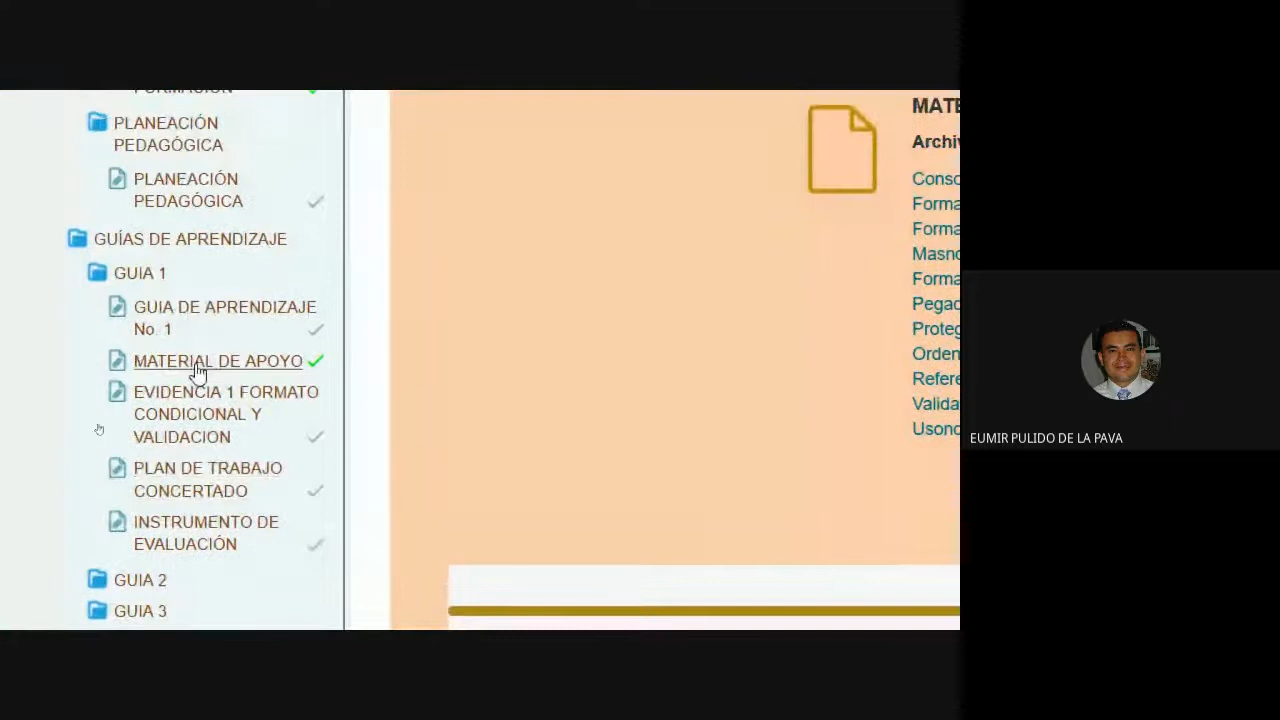 FORMACIÓN
PLANEACIÓN
PEDAGÓGICA
PLANEACIÓN
PEDAGÓGICA
GUÍAS DE APRENDIZAJE
GUIA 1
GUIA DE APRENDIZAJE
No. 1
MATERIAL DE APOYO
EVIDENCIA 1 FORMATO
CONDICIONAL Y
VALIDACION
PLAN DE TRABAJO
CONCERTADO
INSTRUMENTO DE
EVALUACIÓN
GUIA 2
GUIA 3
MATE
Archiv
Conso
Forma
Forma
Masno
Forma
Pegad
Proteg
Orden
Refere
Valida
Usono
EUMIR PULIDO DE LA PAVA